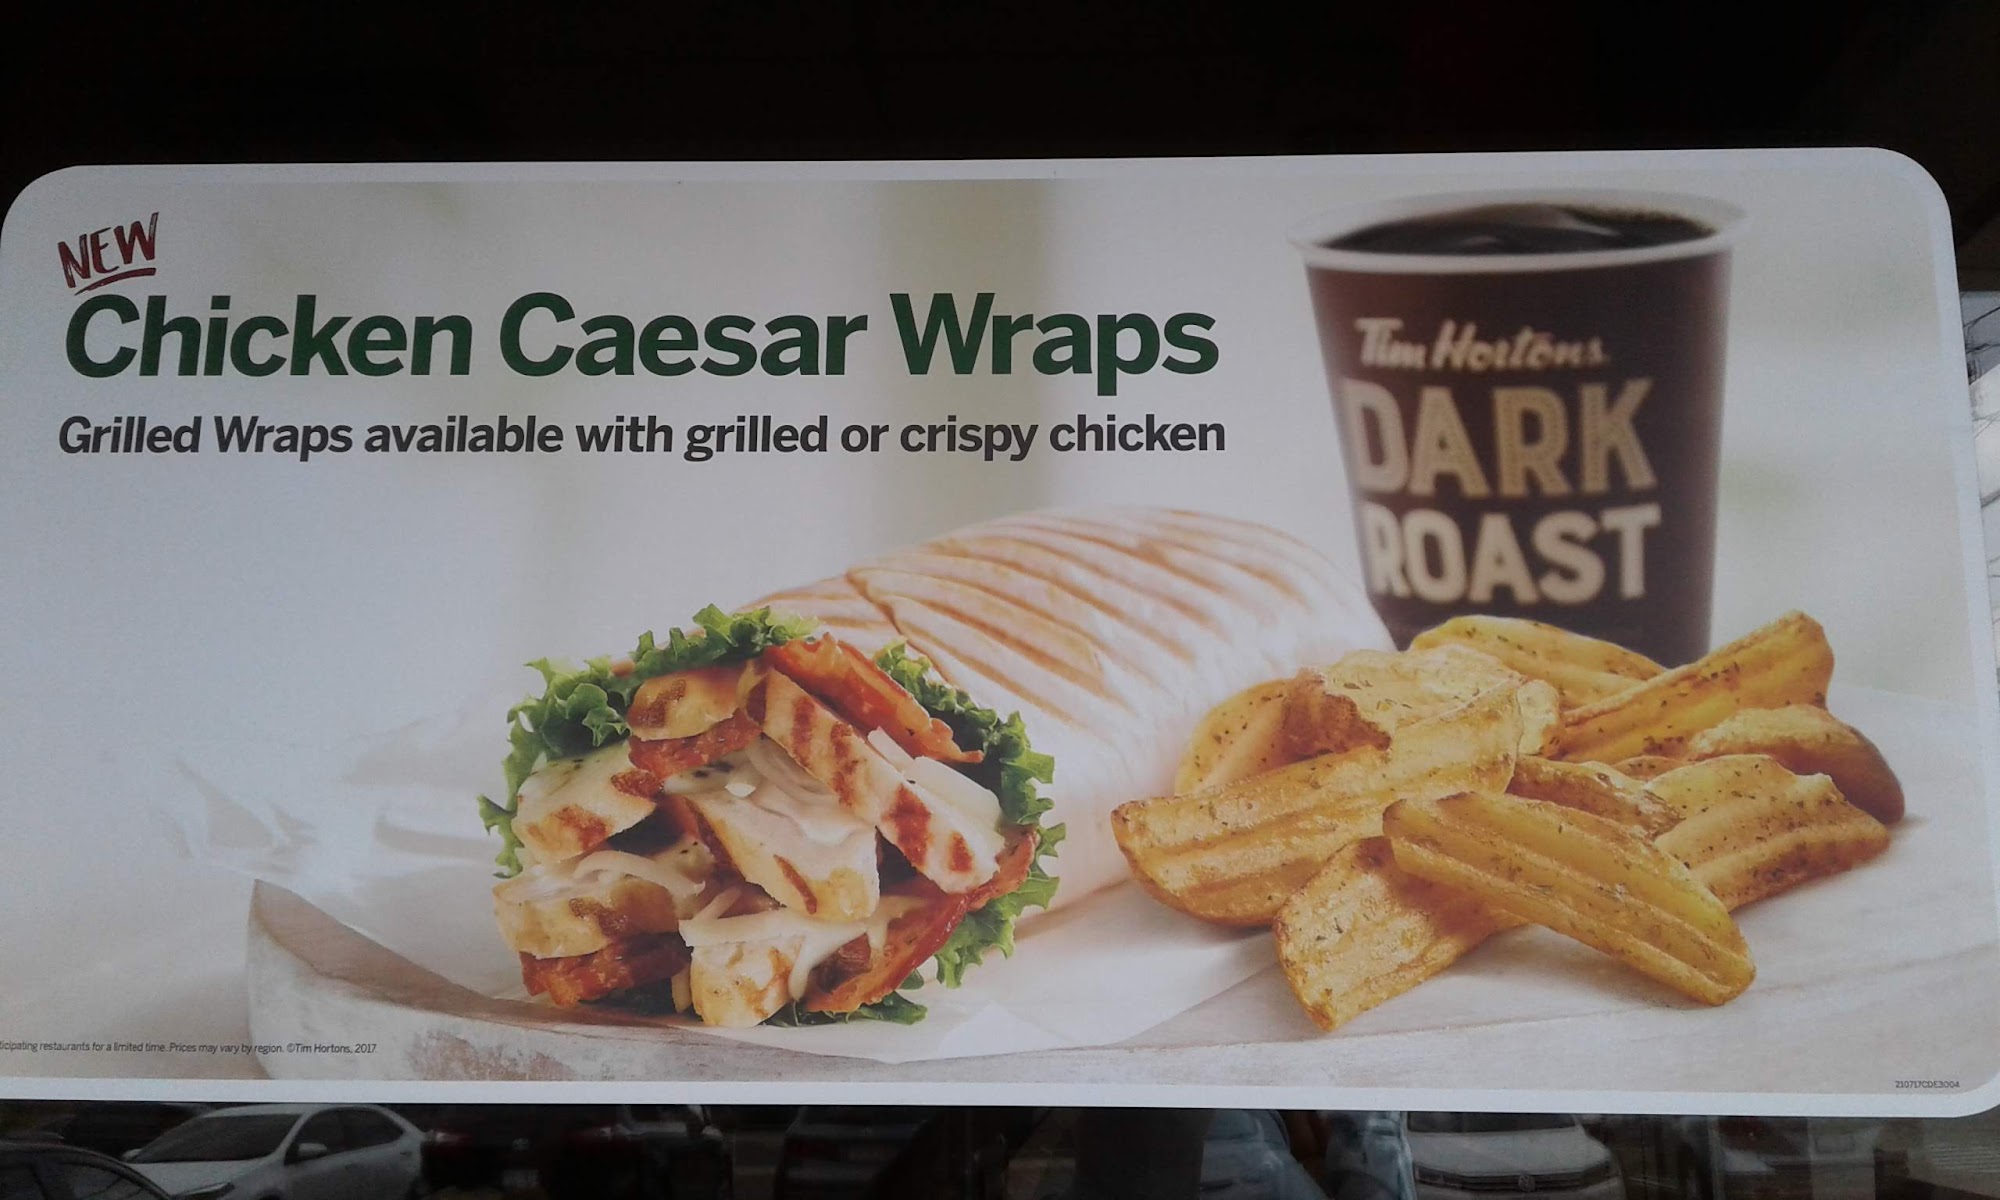 NEW
Chicken Caesar Wraps
Grilled Wraps available with grilled or crispy chicken
Tim Hortons
DARK
ROAST
restaurants for a limited time. Prices may vary by region. ©Tim Hortons, 2017
210717CDE3004